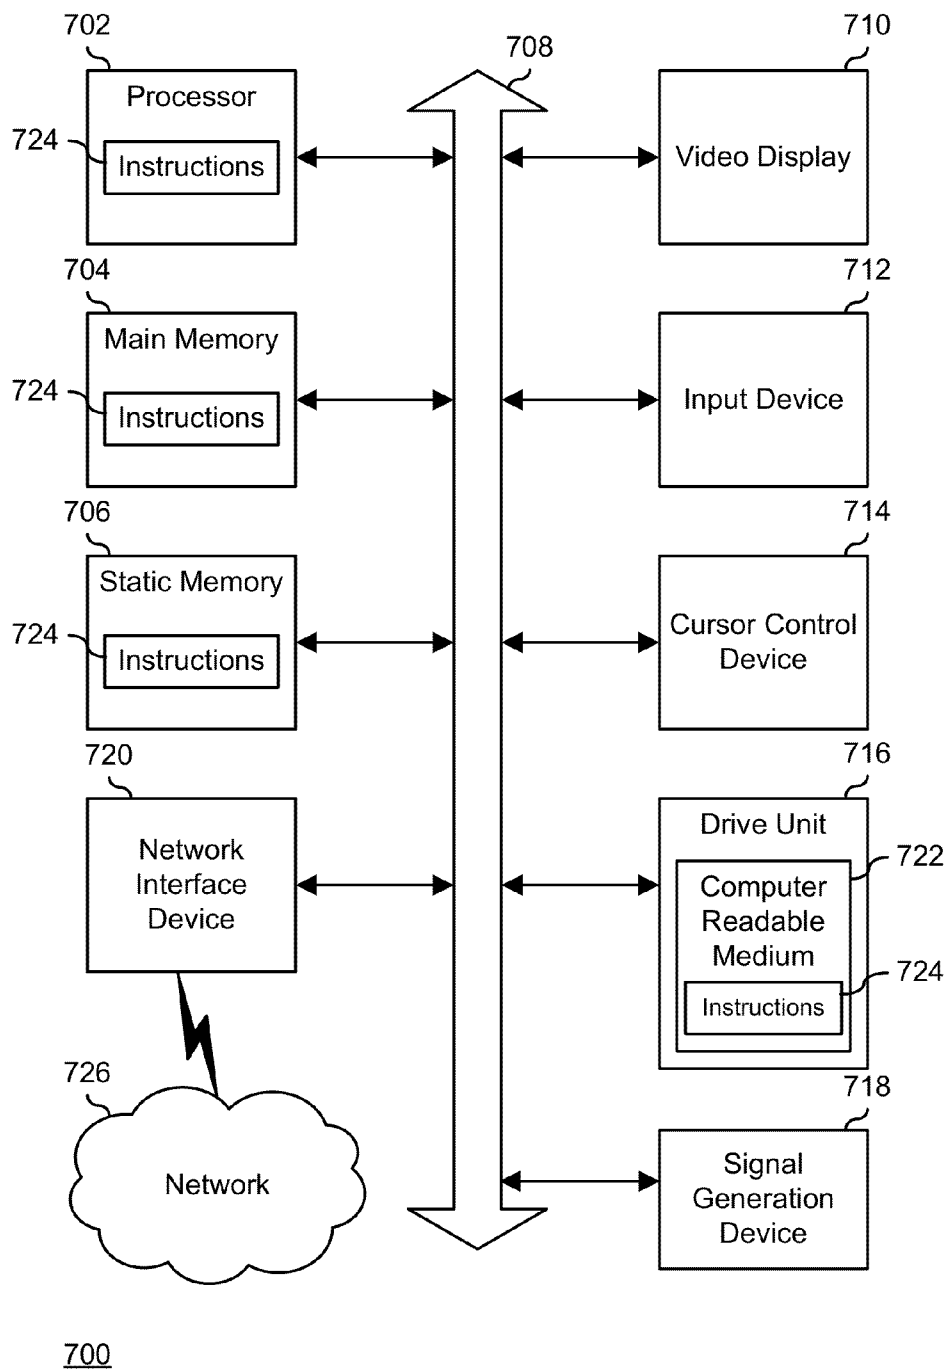 702
Processor
724
Instructions
704
Main Memory
724
Instructions
706
Static Memory
724
Instructions
720
Network
Interface
Device
726
Network
708
710
Video Display
712
Input Device
714
Cursor Control
Device
716
Drive Unit
722
Computer
Readable
Medium
724
Instructions
718
Signal
Generation
Device
700